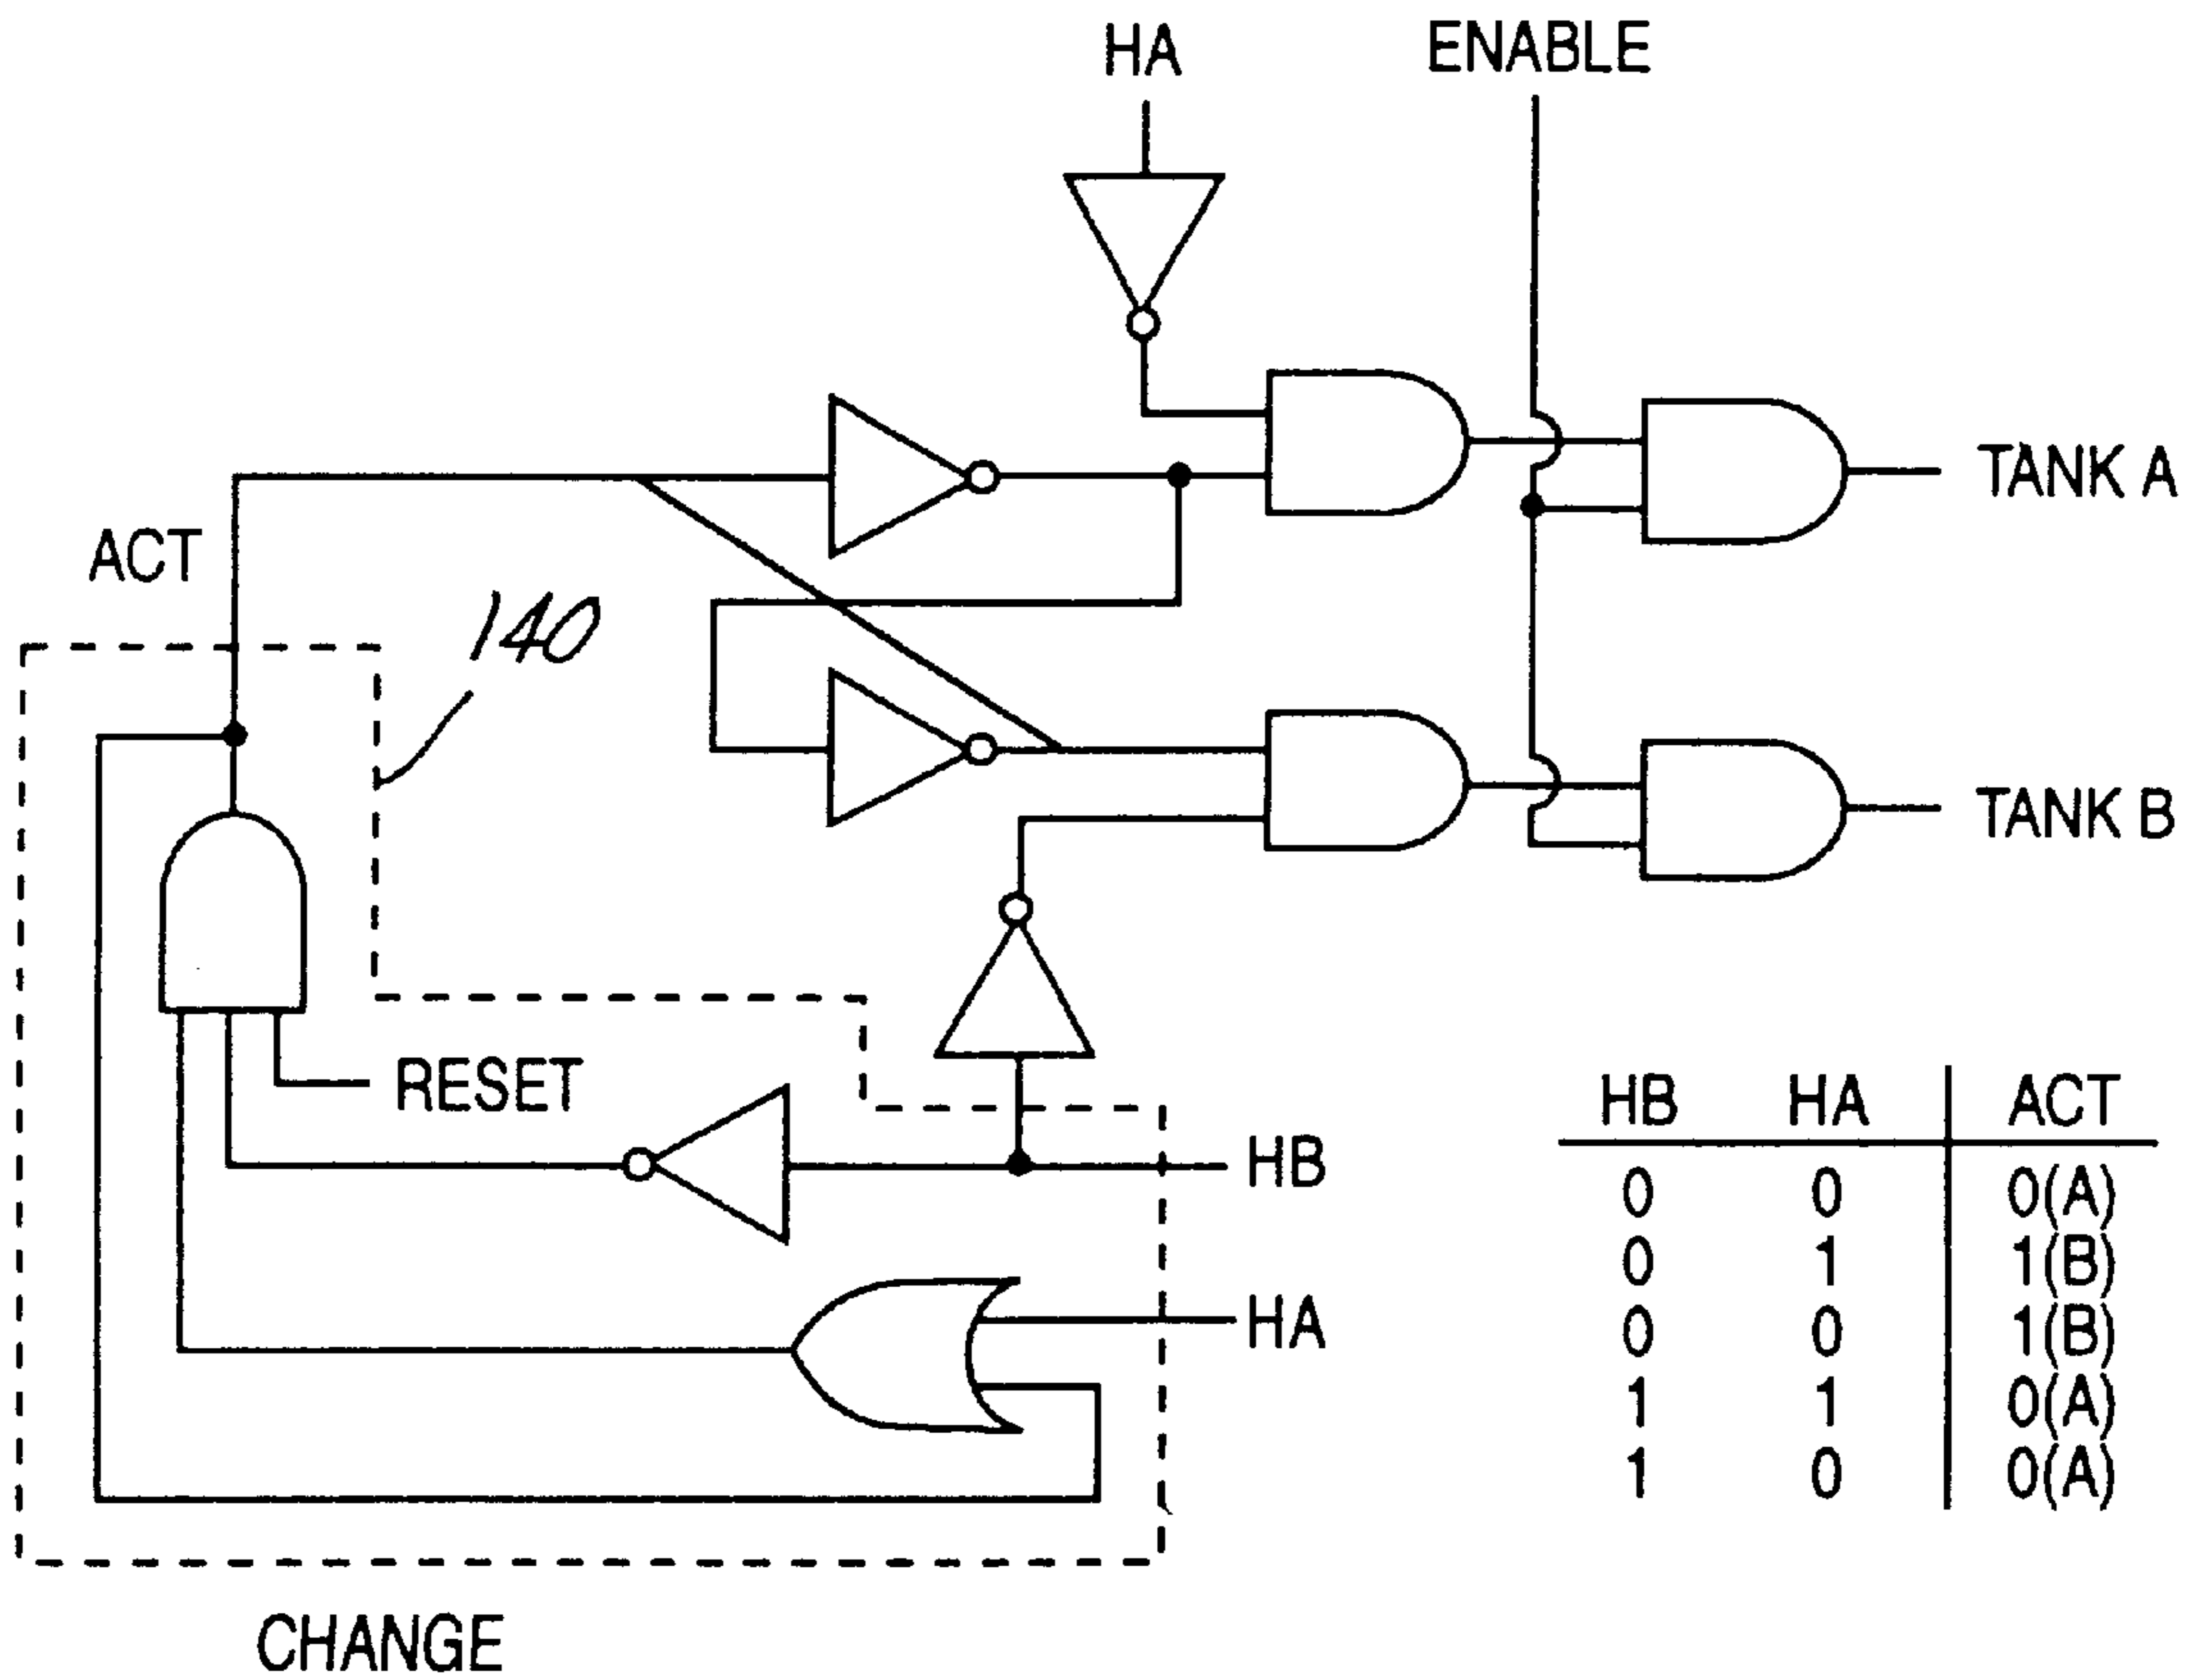 HA
ENABLE
TANK A
ACT
140
TANK B
RESET
HB
HA
HB HA ACT
0 0 0(A)
0 1 1(B)
0 0 1(B)
1 1 0(A)
1 0 0(A)
CHANGE